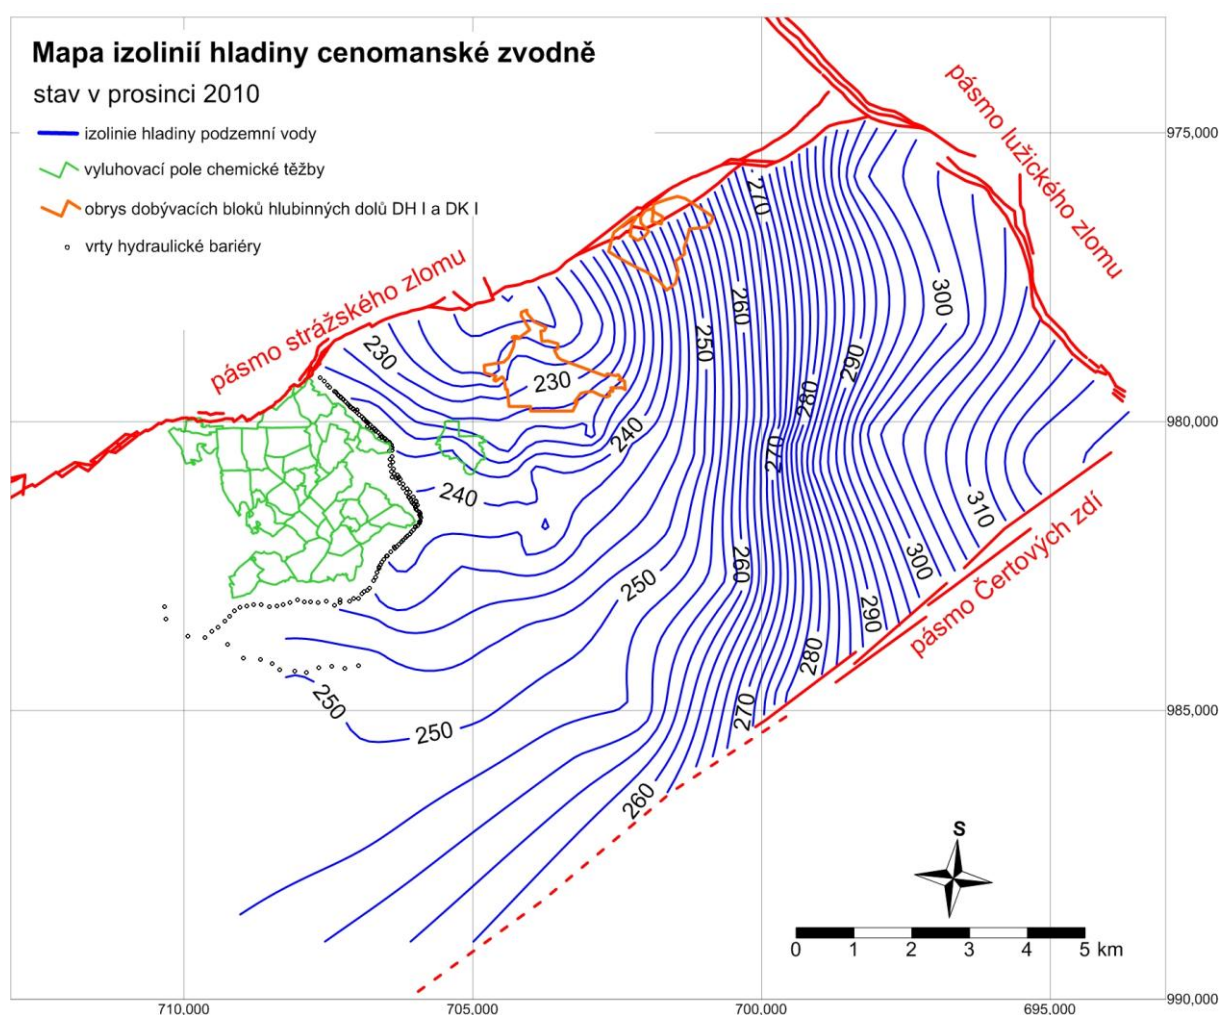 Mapa izolinií hladiny cenomanské zvodně
stav v prosinci 2010
izolinie hladiny podzemní vody
vyluhovací pole chemické těžby
obrys dobývacích bloků hlubinných dolů DH I a DK I
vrty hydraulické bariéry
pásmo lužického zlomu
pásmo strážského zlomu
pásmo Čertových zdí
975,000
980,000
985,000
990,000
270
260
300
250
290
230
230
280
240
270
240
310
260
250
300
290
280
250
250
270
260
S
0 1 2 3 4 5 km
710,000 705,000 700,000 695,000